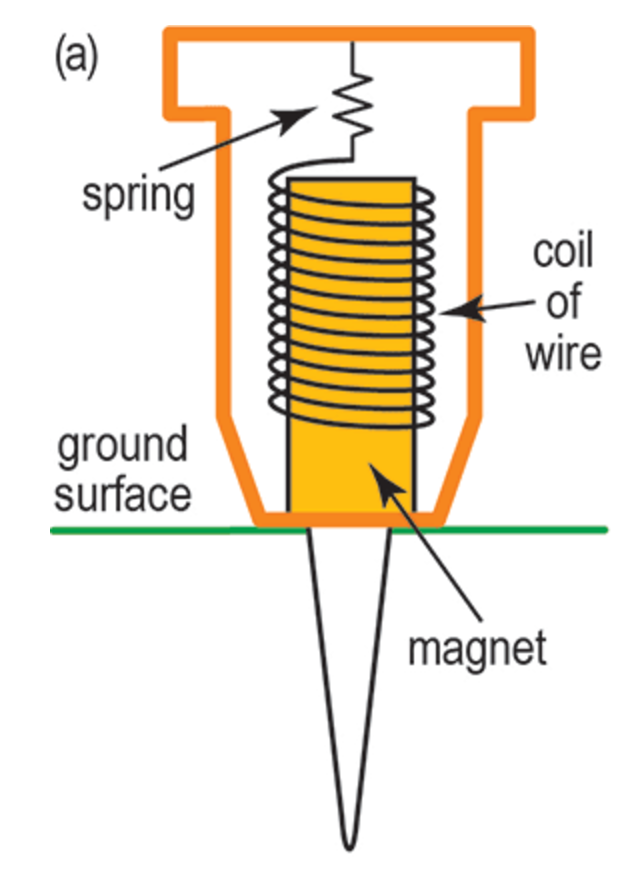 (a)
spring
coil
of
wire
ground
surface
magnet